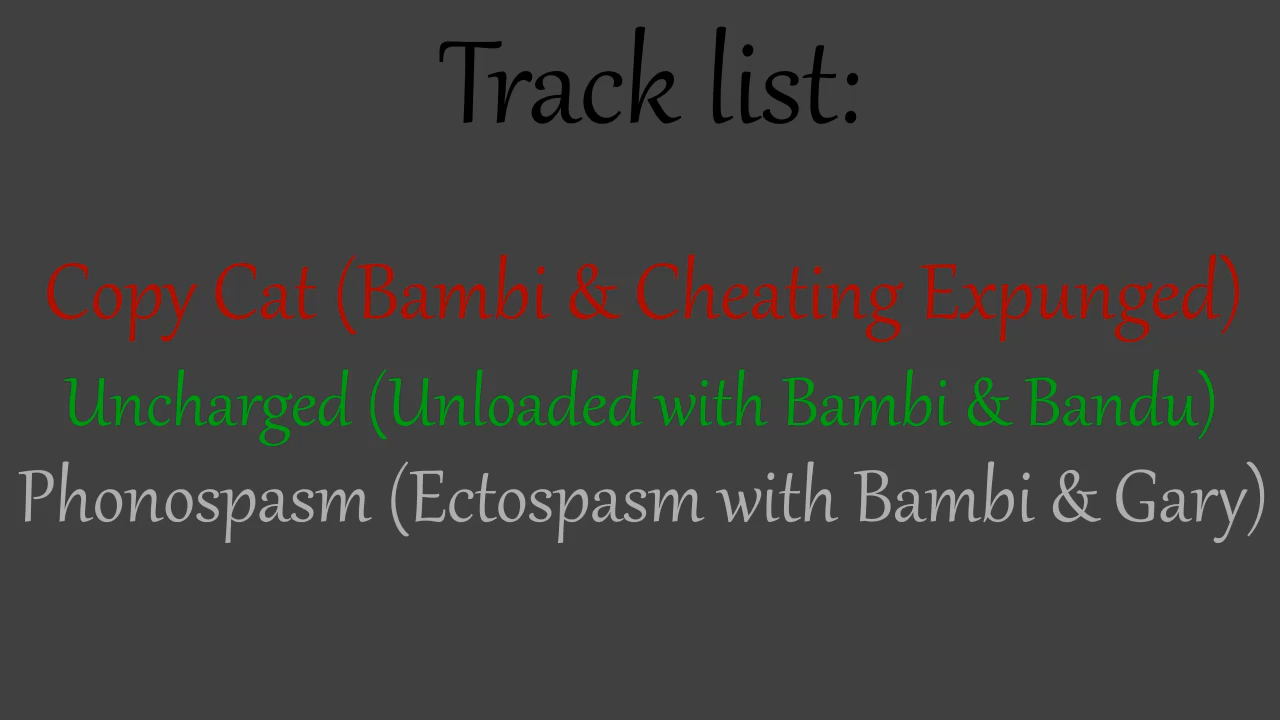 Track list:
Copy Cat (Bambi & Cheating Expunged)
Uncharged (Unloaded with Bambi & Bandu)
Phonospasm (Ectospasm with Bambi & Gary)